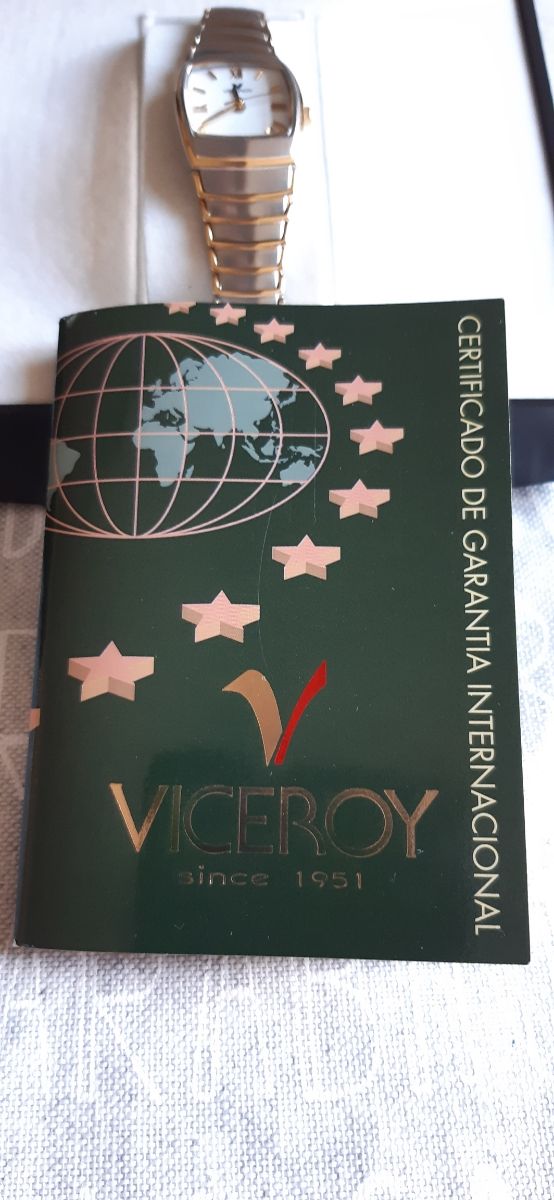 CERTIFICADO DE GARANTIA INTERNACIONAL
VICEROY
since 1951